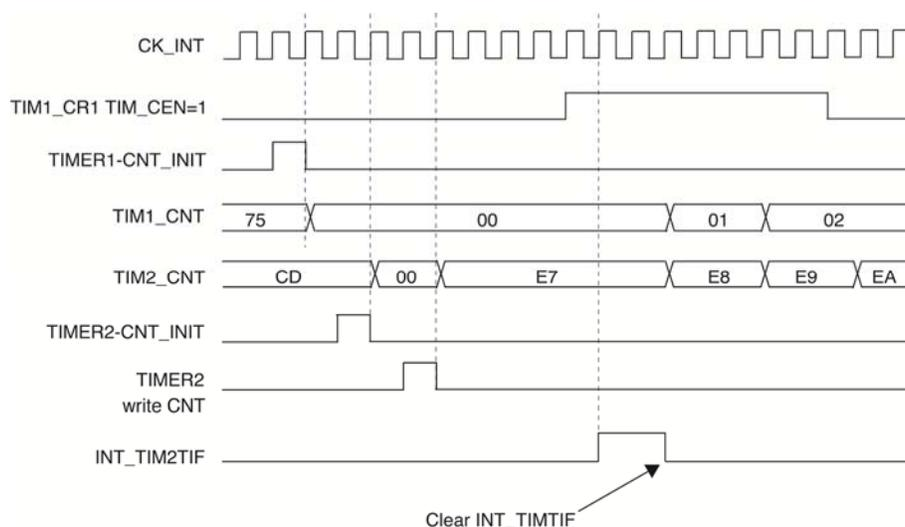 CK_INT
TIM1_CR1 TIM_CEN=1
TIMER1-CNT_INIT
TIM1_CNT
75 00 01 02
TIM2_CNT
CD 00 E7 E8 E9 EA
TIMER2-CNT_INIT
TIMER2
write CNT
INT_TIM2TIF
Clear INT_TIMTIF